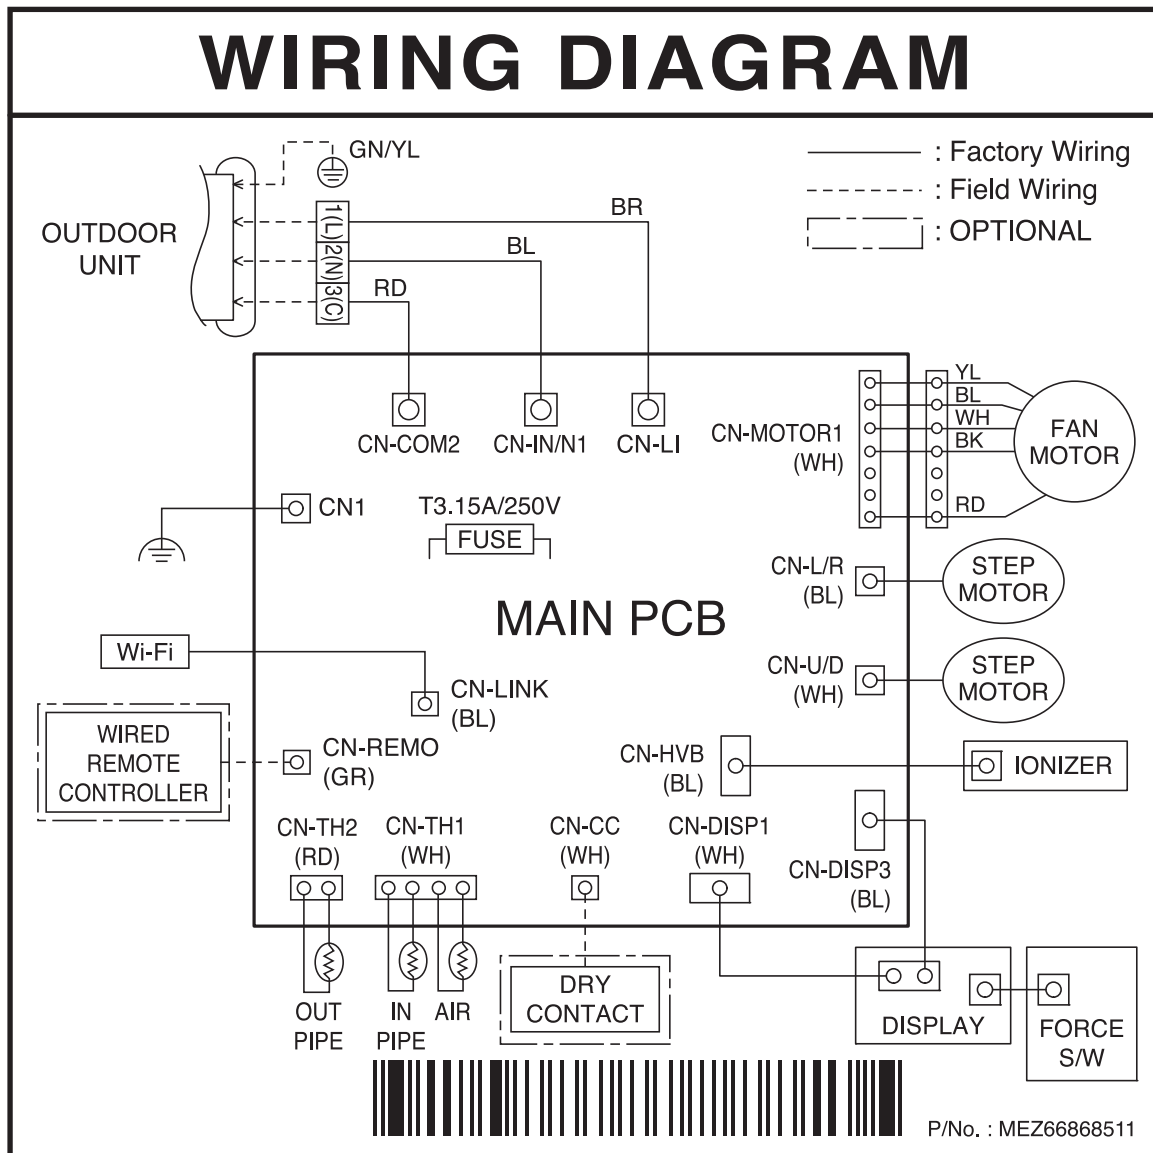 WIRING DIAGRAM
GN/YL
: Factory Wiring
: Field Wiring
: OPTIONAL
OUTDOOR
UNIT
1(L)
2(N)
3(C)
BR
BL
RD
CN-COM2
CN-IN/N1
CN-LI
CN-MOTOR1
(WH)
YL
BL
WH
BK
RD
FAN
MOTOR
CN1
T3.15A/250V
FUSE
MAIN PCB
CN-L/R
(BL)
STEP
MOTOR
CN-U/D
(WH)
STEP
MOTOR
Wi-Fi
CN-LINK
(BL)
WIRED
REMOTE
CONTROLLER
CN-REMO
(GR)
CN-HVB
(BL)
IONIZER
CN-TH2
(RD)
CN-TH1
(WH)
CN-CC
(WH)
CN-DISP1
(WH)
CN-DISP3
(BL)
OUT
PIPE
IN
PIPE
AIR
DRY
CONTACT
DISPLAY
FORCE
S/W
P/No. : MEZ66868511